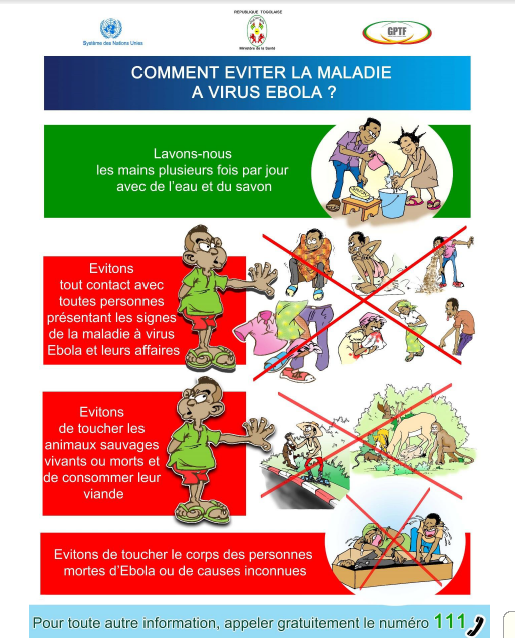 REPUBLIQUE TOGOLAISE
Système des Nations Unies
Ministère de la Santé
GPTF
COMMENT EVITER LA MALADIE
A VIRUS EBOLA ?
Lavons-nous
les mains plusieurs fois par jour
avec de l'eau et du savon
Evitons
tout contact avec
toutes personnes
présentant les signes
de la maladie à virus
Ebola et leurs affaires
Evitons
de toucher les
animaux sauvages
vivants ou morts et
de consommer leur
viande
Evitons de toucher le corps des personnes
mortes d'Ebola ou de causes inconnues
Pour toute autre information, appeler gratuitement le numéro 111